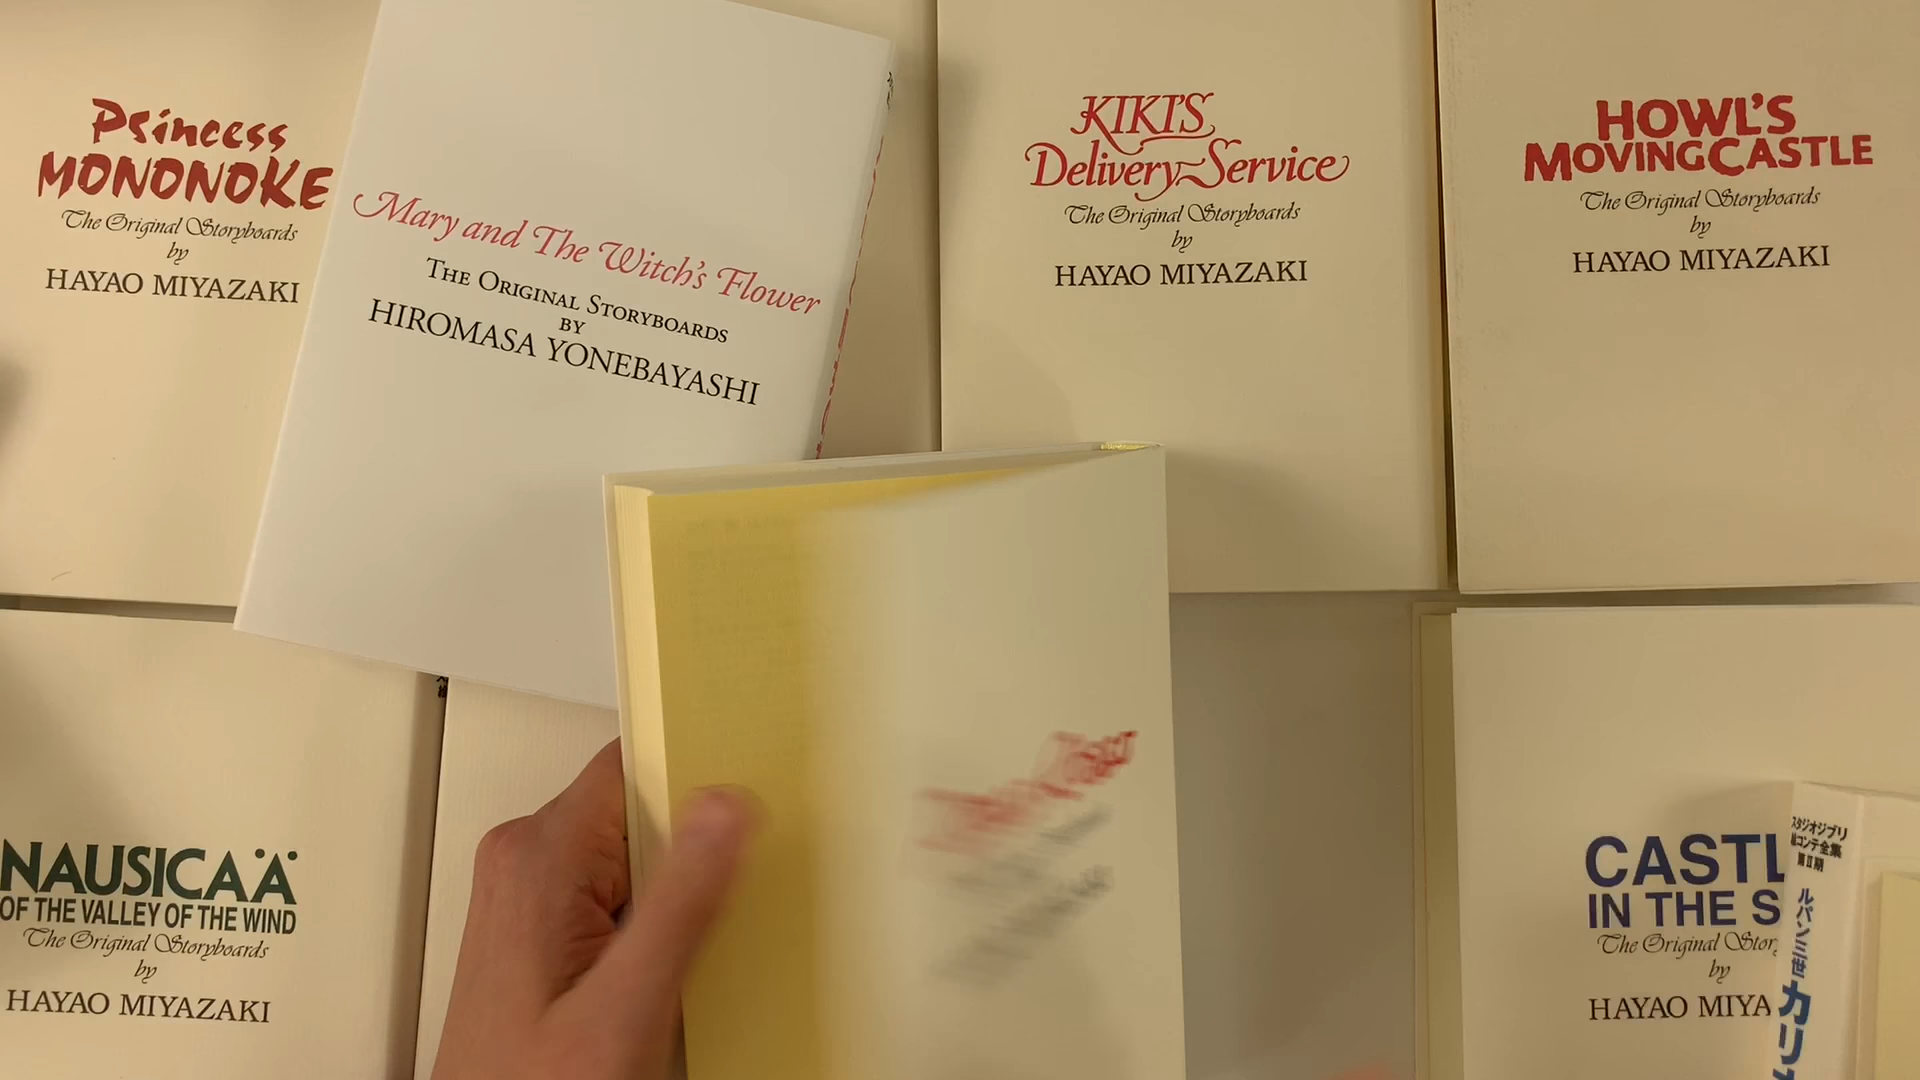 Princess
MONONOKE
The Original Storyboards
by
HAYAO MIYAZAKI
Mary and The Witch's Flower
THE ORIGINAL STORYBOARDS
BY
HIROMASA YONEBAYASHI
KIKI'S
Delivery Service
The Original Storyboards
by
HAYAO MIYAZAKI
HOWL'S
MOVING CASTLE
The Original Storyboards
by
HAYAO MIYAZAKI
NAUSICAÄ
OF THE VALLEY OF THE WIND
The Original Storyboards
by
HAYAO MIYAZAKI
CASTL
IN THE S
The Original Stor
by
HAYAO MIYA
スタジオジブリ
絵コンテ全集
第II期
ルパン三世
カリ